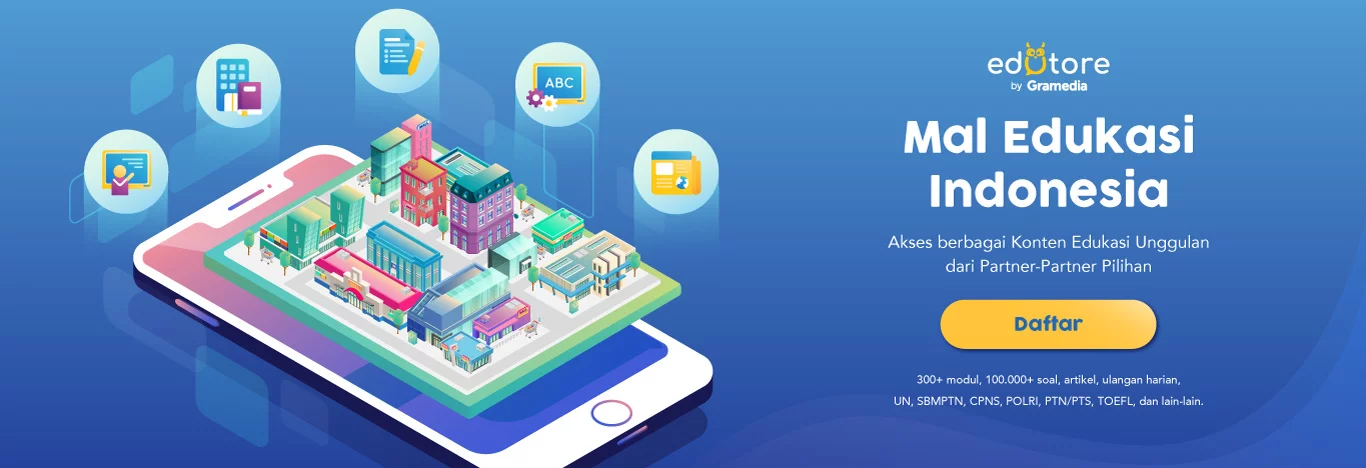 ABC
edutore
by Gramedia
Mal Edukasi
Indonesia
Akses berbagai Konten Edukasi Unggulan
dari Partner-Partner Pilihan
Daftar
300+ modul, 100.000+ soal, artikel, ulangan harian,
UN, SBMPTN, CPNS, POLRI, PTN/PTS, TOEFL, dan lain-lain.